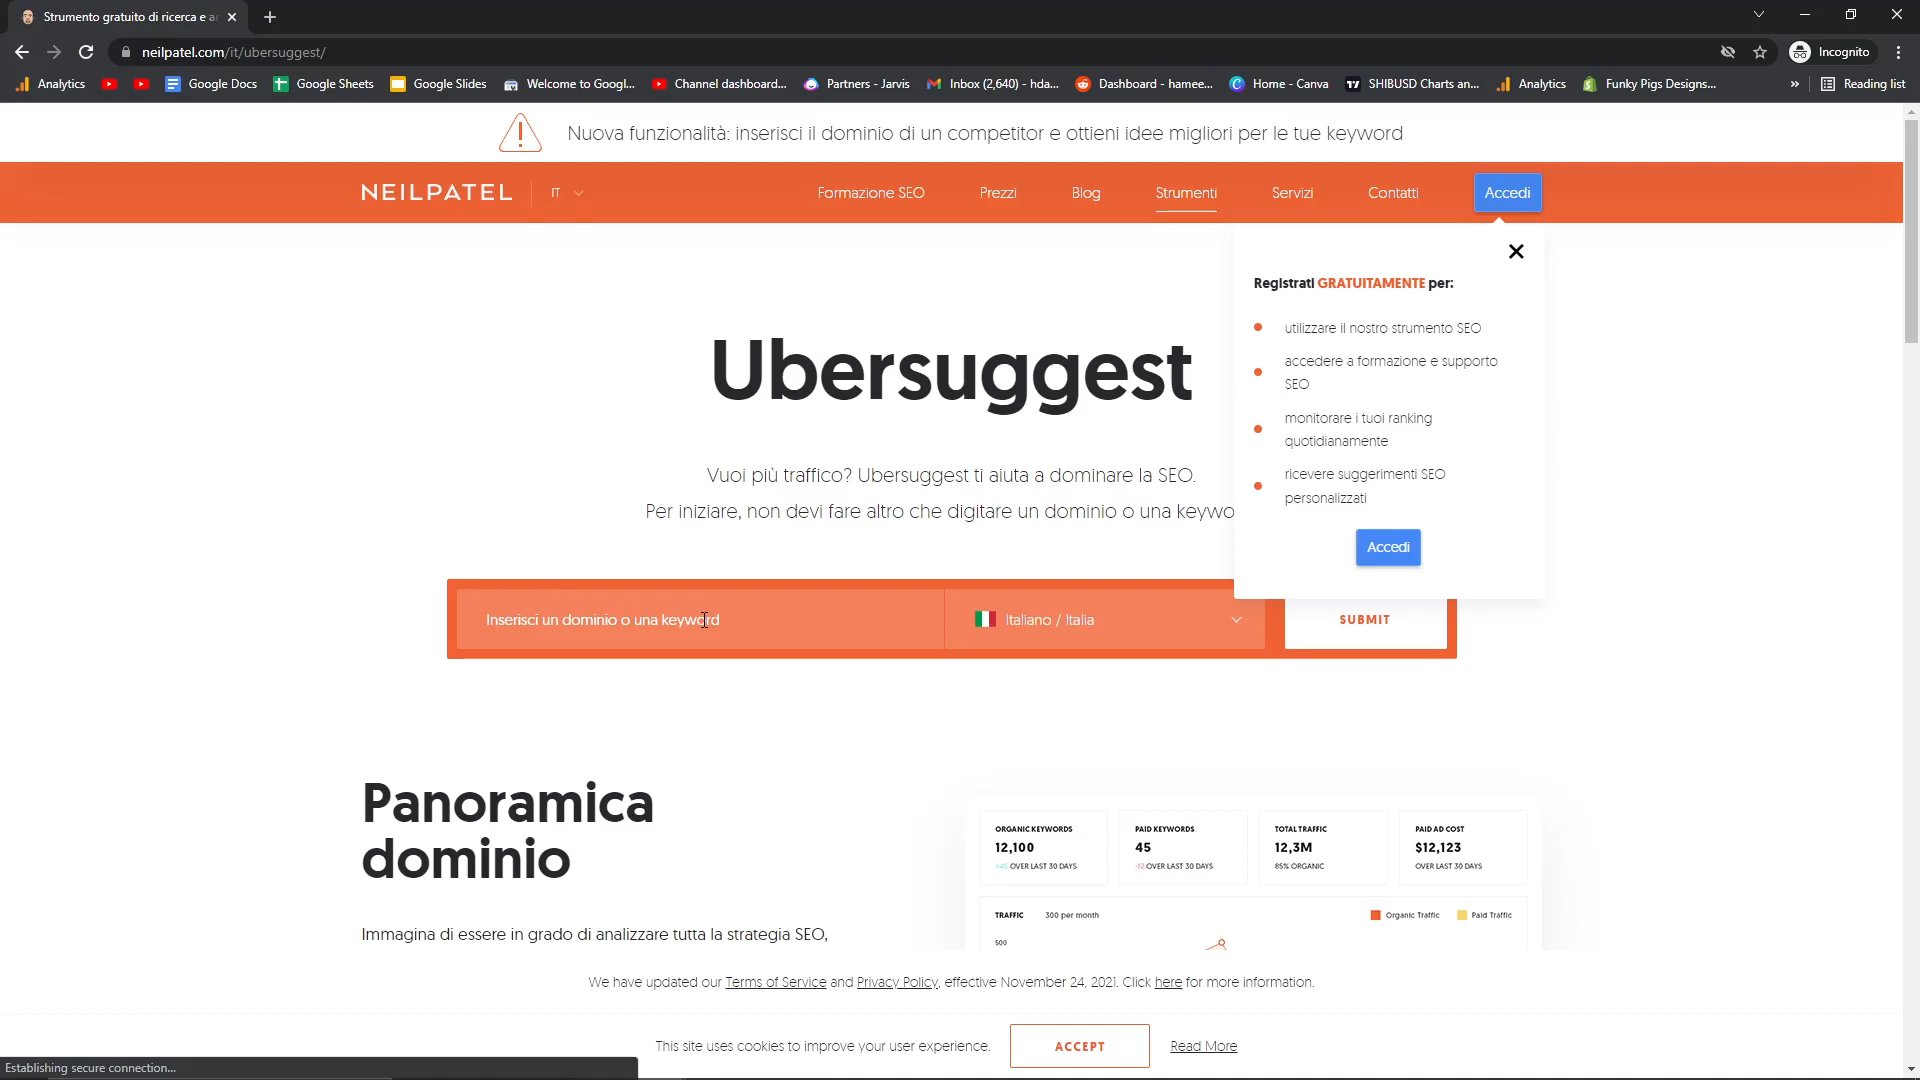 Strumento gratuito di ricerca e a
neilpatel.com/it/ubersuggest/
Incognito
Analytics
Google Docs
Google Sheets
Google Slides
Welcome to Googl...
Channel dashboard...
Partners - Jarvis
Inbox (2,640) - hda...
Dashboard - hamee...
Home - Canva
SHIBUSD Charts an...
Analytics
Funky Pigs Designs...
»
Reading list
Nuova funzionalità: inserisci il dominio di un competitor e ottieni idee migliori per le tue keyword
NEILPATEL
IT
Formazione SEO
Prezzi
Blog
Strumenti
Servizi
Contatti
Accedi
Registrati GRATUITAMENTE per:
utilizzare il nostro strumento SEO
accedere a formazione e supporto
SEO
monitorare i tuoi ranking
quotidianamente
ricevere suggerimenti SEO
personalizzati
Accedi
Ubersuggest
Vuoi più traffico? Ubersuggest ti aiuta a dominare la SEO.
Per iniziare, non devi fare altro che digitare un dominio o una keywo
Inserisci un dominio o una keyword
Italiano / Italia
SUBMIT
Panoramica
dominio
Immagina di essere in grado di analizzare tutta la strategia SEO,
ORGANIC KEYWORDS
12,100
+45 OVER LAST 30 DAYS
PAID KEYWORDS
45
-12 OVER LAST 30 DAYS
TOTAL TRAFFIC
12,3M
85% ORGANIC
PAID AD COST
$12,123
OVER LAST 30 DAYS
TRAFFIC
300 per month
Organic Traffic
Paid Traffic
500
We have updated our Terms of Service and Privacy Policy, effective November 24, 2021. Click here for more information.
This site uses cookies to improve your user experience.
ACCEPT
Read More
Establishing secure connection...